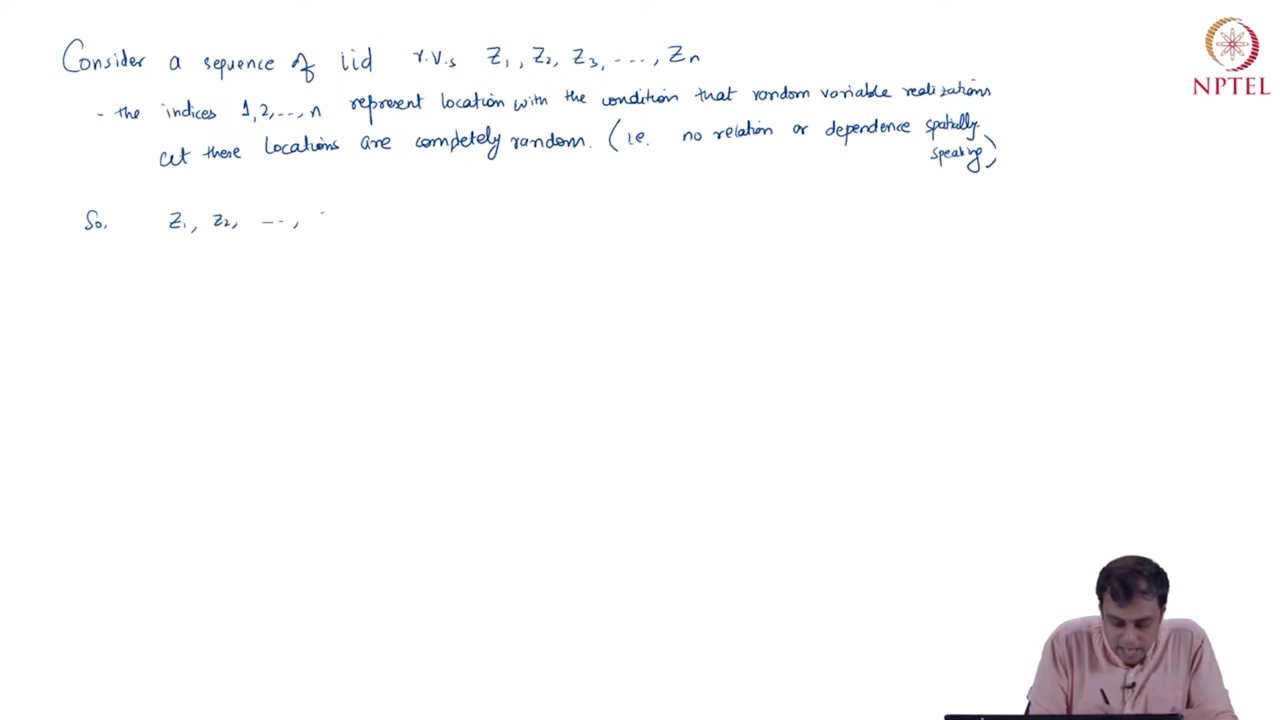 Consider a sequence of iid r.v.s Z1, Z2, Z3, ...., Zn
- the indices 1, 2, ..., n represent location with the condition that random variable realizations
at these locations are completely random. (i.e. no relation or dependence spatially
speaking)
So, Z1, Z2, ...,
NPTEL